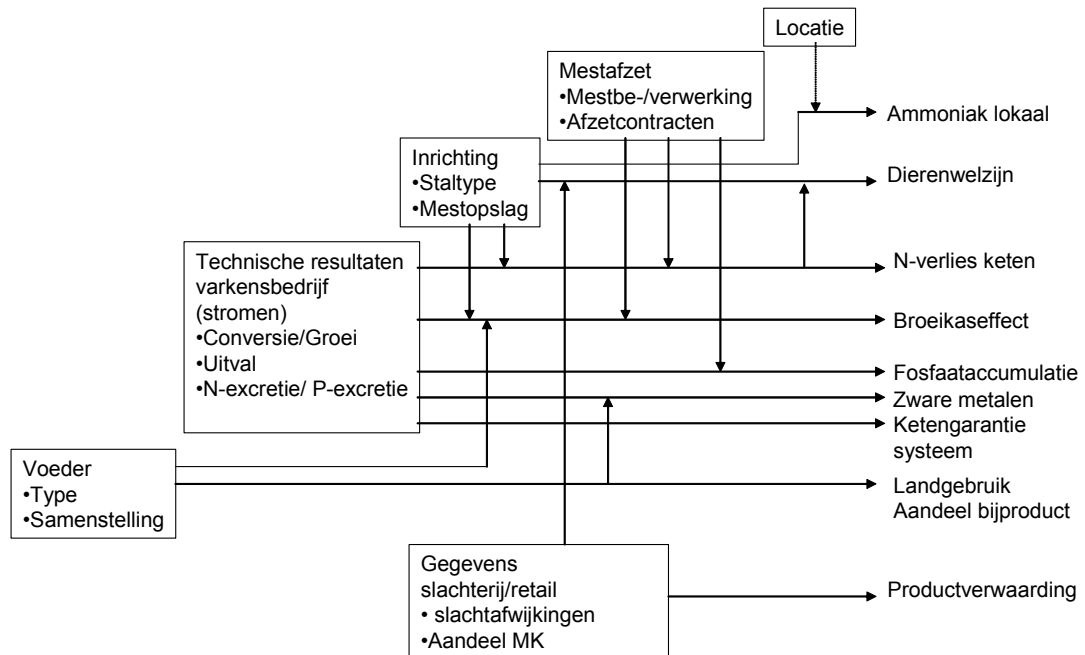 Locatie
Mestafzet
•Mestbe-/verwerking
•Afzetcontracten
Ammoniak lokaal
Inrichting
•Staltype
•Mestopslag
Dierenwelzijn
Technische resultaten
varkensbedrijf
(stromen)
•Conversie/Groei
•Uitval
•N-excretie/ P-excretie
N-verlies keten
Broeikaseffect
Fosfaataccumulatie
Zware metalen
Ketengarantie
systeem
Voeder
•Type
•Samenstelling
Landgebruik
Aandeel bijproduct
Gegevens
slachterij/retail
• slachtafwijkingen
•Aandeel MK
Productverwaarding